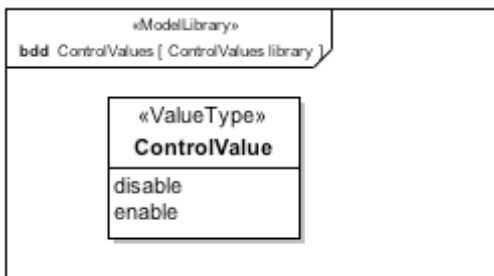 «ModelLibrary»
bdd ControlValues [ ControlValues library ]
«ValueType»
ControlValue
disable
enable